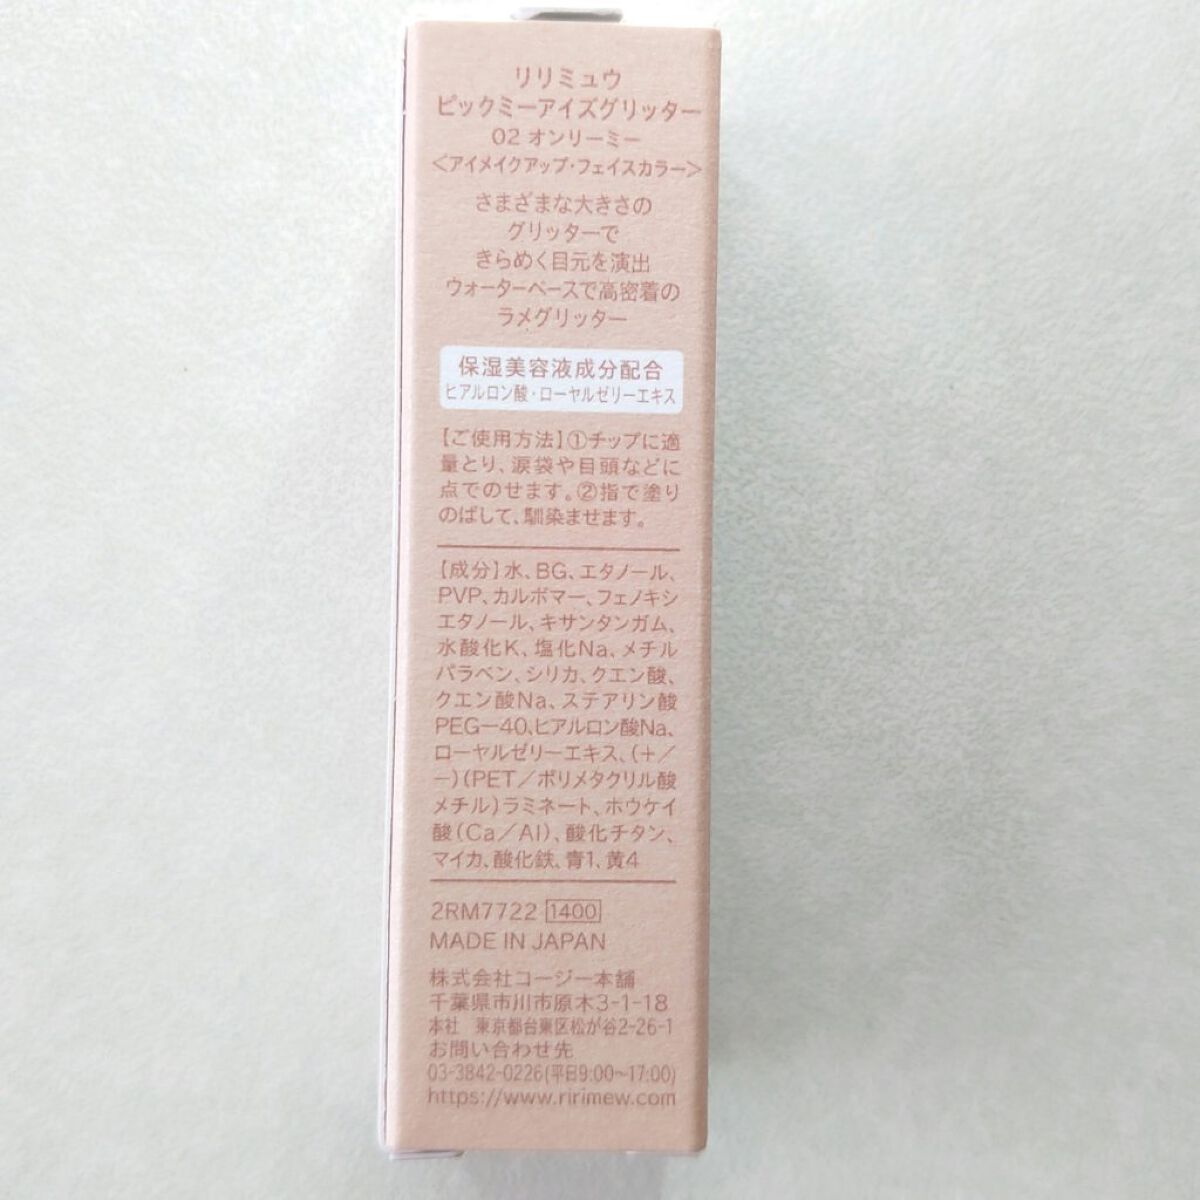 リリミュウ
ピックミーアイズグリッター
02 オンリーミー
<アイメイクアップ・フェイスカラー>
さまざまな大きさの
グリッターで
きらめく目元を演出
ウォーターベースで高密着の
ラメグリッター
保湿美容液成分配合
ヒアルロン酸・ローヤルゼリーエキス
【ご使用方法】①チップに適
量とり、涙袋や目頭などに
点でのせます。②指で塗り
のばして、馴染ませます。
【成分】水、BG、エタノール、
PVP、カルボマー、フェノキシ
エタノール、キサンタンガム、
水酸化K、塩化Na、メチル
パラベン、シリカ、クエン酸、
クエン酸Na、ステアリン酸
PEG－40、ヒアルロン酸Na、
ローヤルゼリーエキス、(＋／
－)(PET／ポリメタクリル酸
メチル)ラミネート、ホウケイ
酸(Ca／Al)、酸化チタン、
マイカ、酸化鉄、青1、黄4
2RM7722 1400
MADE IN JAPAN
株式会社コージー本舗
千葉県市川市原木3-1-18
本社 東京都台東区松が谷2-26-1
お問い合わせ先
03-3842-0226(平日9:00～17:00)
https://www.ririmew.com